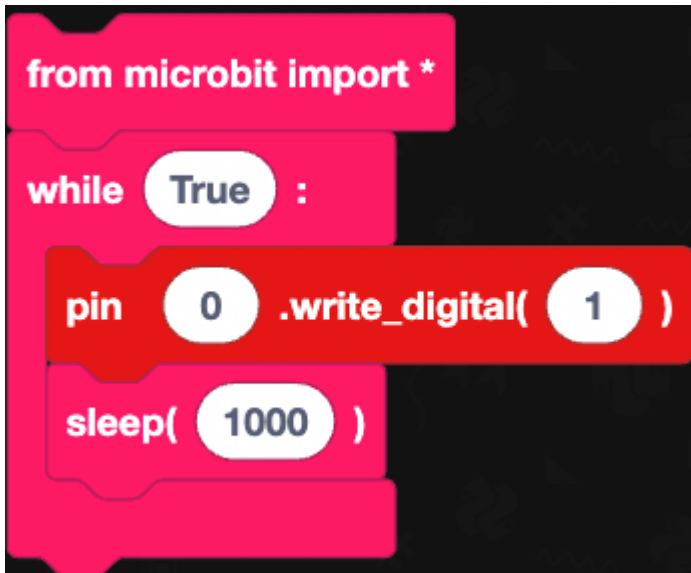 from microbit import *
while True :
pin 0 .write_digital( 1 )
sleep( 1000 )